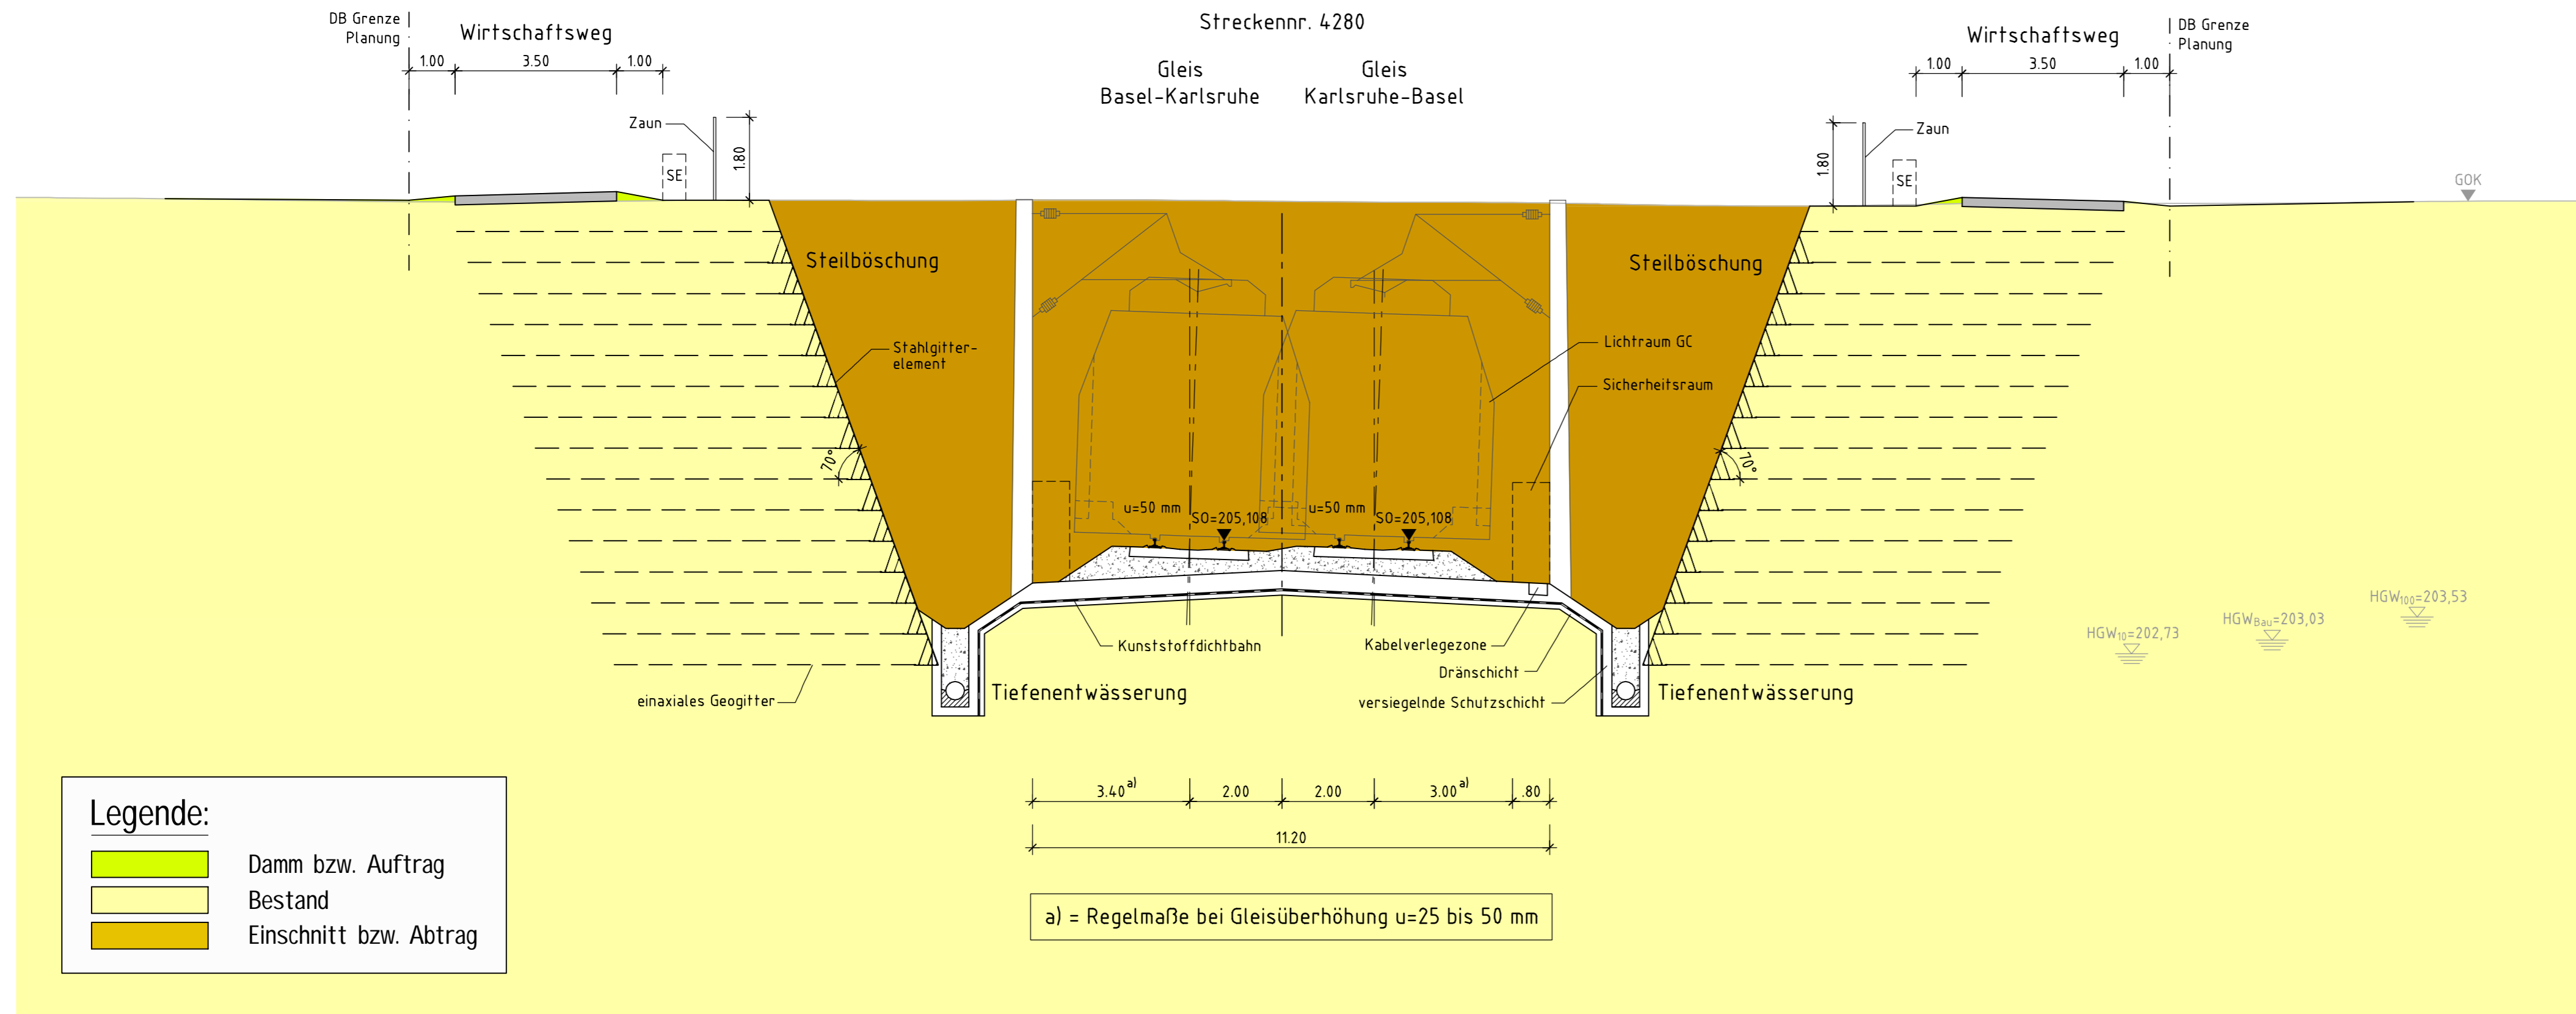 Streckennr. 4280
DB Grenze
Planung
Wirtschaftsweg
1.00
3.50
1.00
Gleis
Basel-Karlsruhe
Gleis
Karlsruhe-Basel
Wirtschaftsweg
1.00
3.50
1.00
DB Grenze
Planung
Zaun
1.80
SE
1.80
Zaun
SE
GOK
Steilböschung
Steilböschung
Stahlgitter-
element
Lichtraum GC
Sicherheitsraum
70°
70°
u=50 mm
SO=205,108
u=50 mm
SO=205,108
HGW100=203,53
HGWBau=203,03
HGW10=202,73
Kunststoffdichtbahn
Kabelverlegezone
Dränschicht
versiegelnde Schutzschicht
einaxiales Geogitter
Tiefenentwässerung
Tiefenentwässerung
3.40 a)
2.00
2.00
3.00 a)
.80
11.20
a) = Regelmaße bei Gleisüberhöhung u=25 bis 50 mm
Legende:
Damm bzw. Auftrag
Bestand
Einschnitt bzw. Abtrag